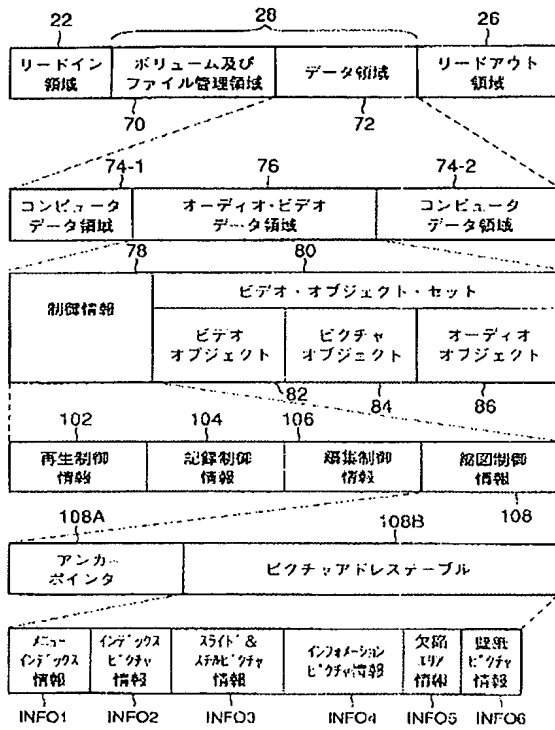 22
28
26
リードイン
領域
ボリューム及び
ファイル管理領域
データ領域
リードアウト
領域
70
72
74-1
76
74-2
コンピュータ
データ領域
オーディオ・ビデオ
データ領域
コンピュータ
データ領域
78
80
制御情報
ビデオ・オブジェクト・セット
ビデオ
オブジェクト
ピクチャ
オブジェクト
オーディオ
オブジェクト
82
84
86
102
104
106
再生制御
情報
記録制御
情報
編集制御
情報
縮図制御
情報
108
108A
108B
アンカー
ポインタ
ピクチャアドレステーブル
メニュー
インデックス
情報
インデックス
ピクチャ
情報
スライド&
スチルピクチャ
情報
インフォメーション
ピクチャ情報
欠陥
エリア
情報
壁紙
ピクチャ
情報
INFO1
INFO2
INFO3
INFO4
INFO5
INFO6